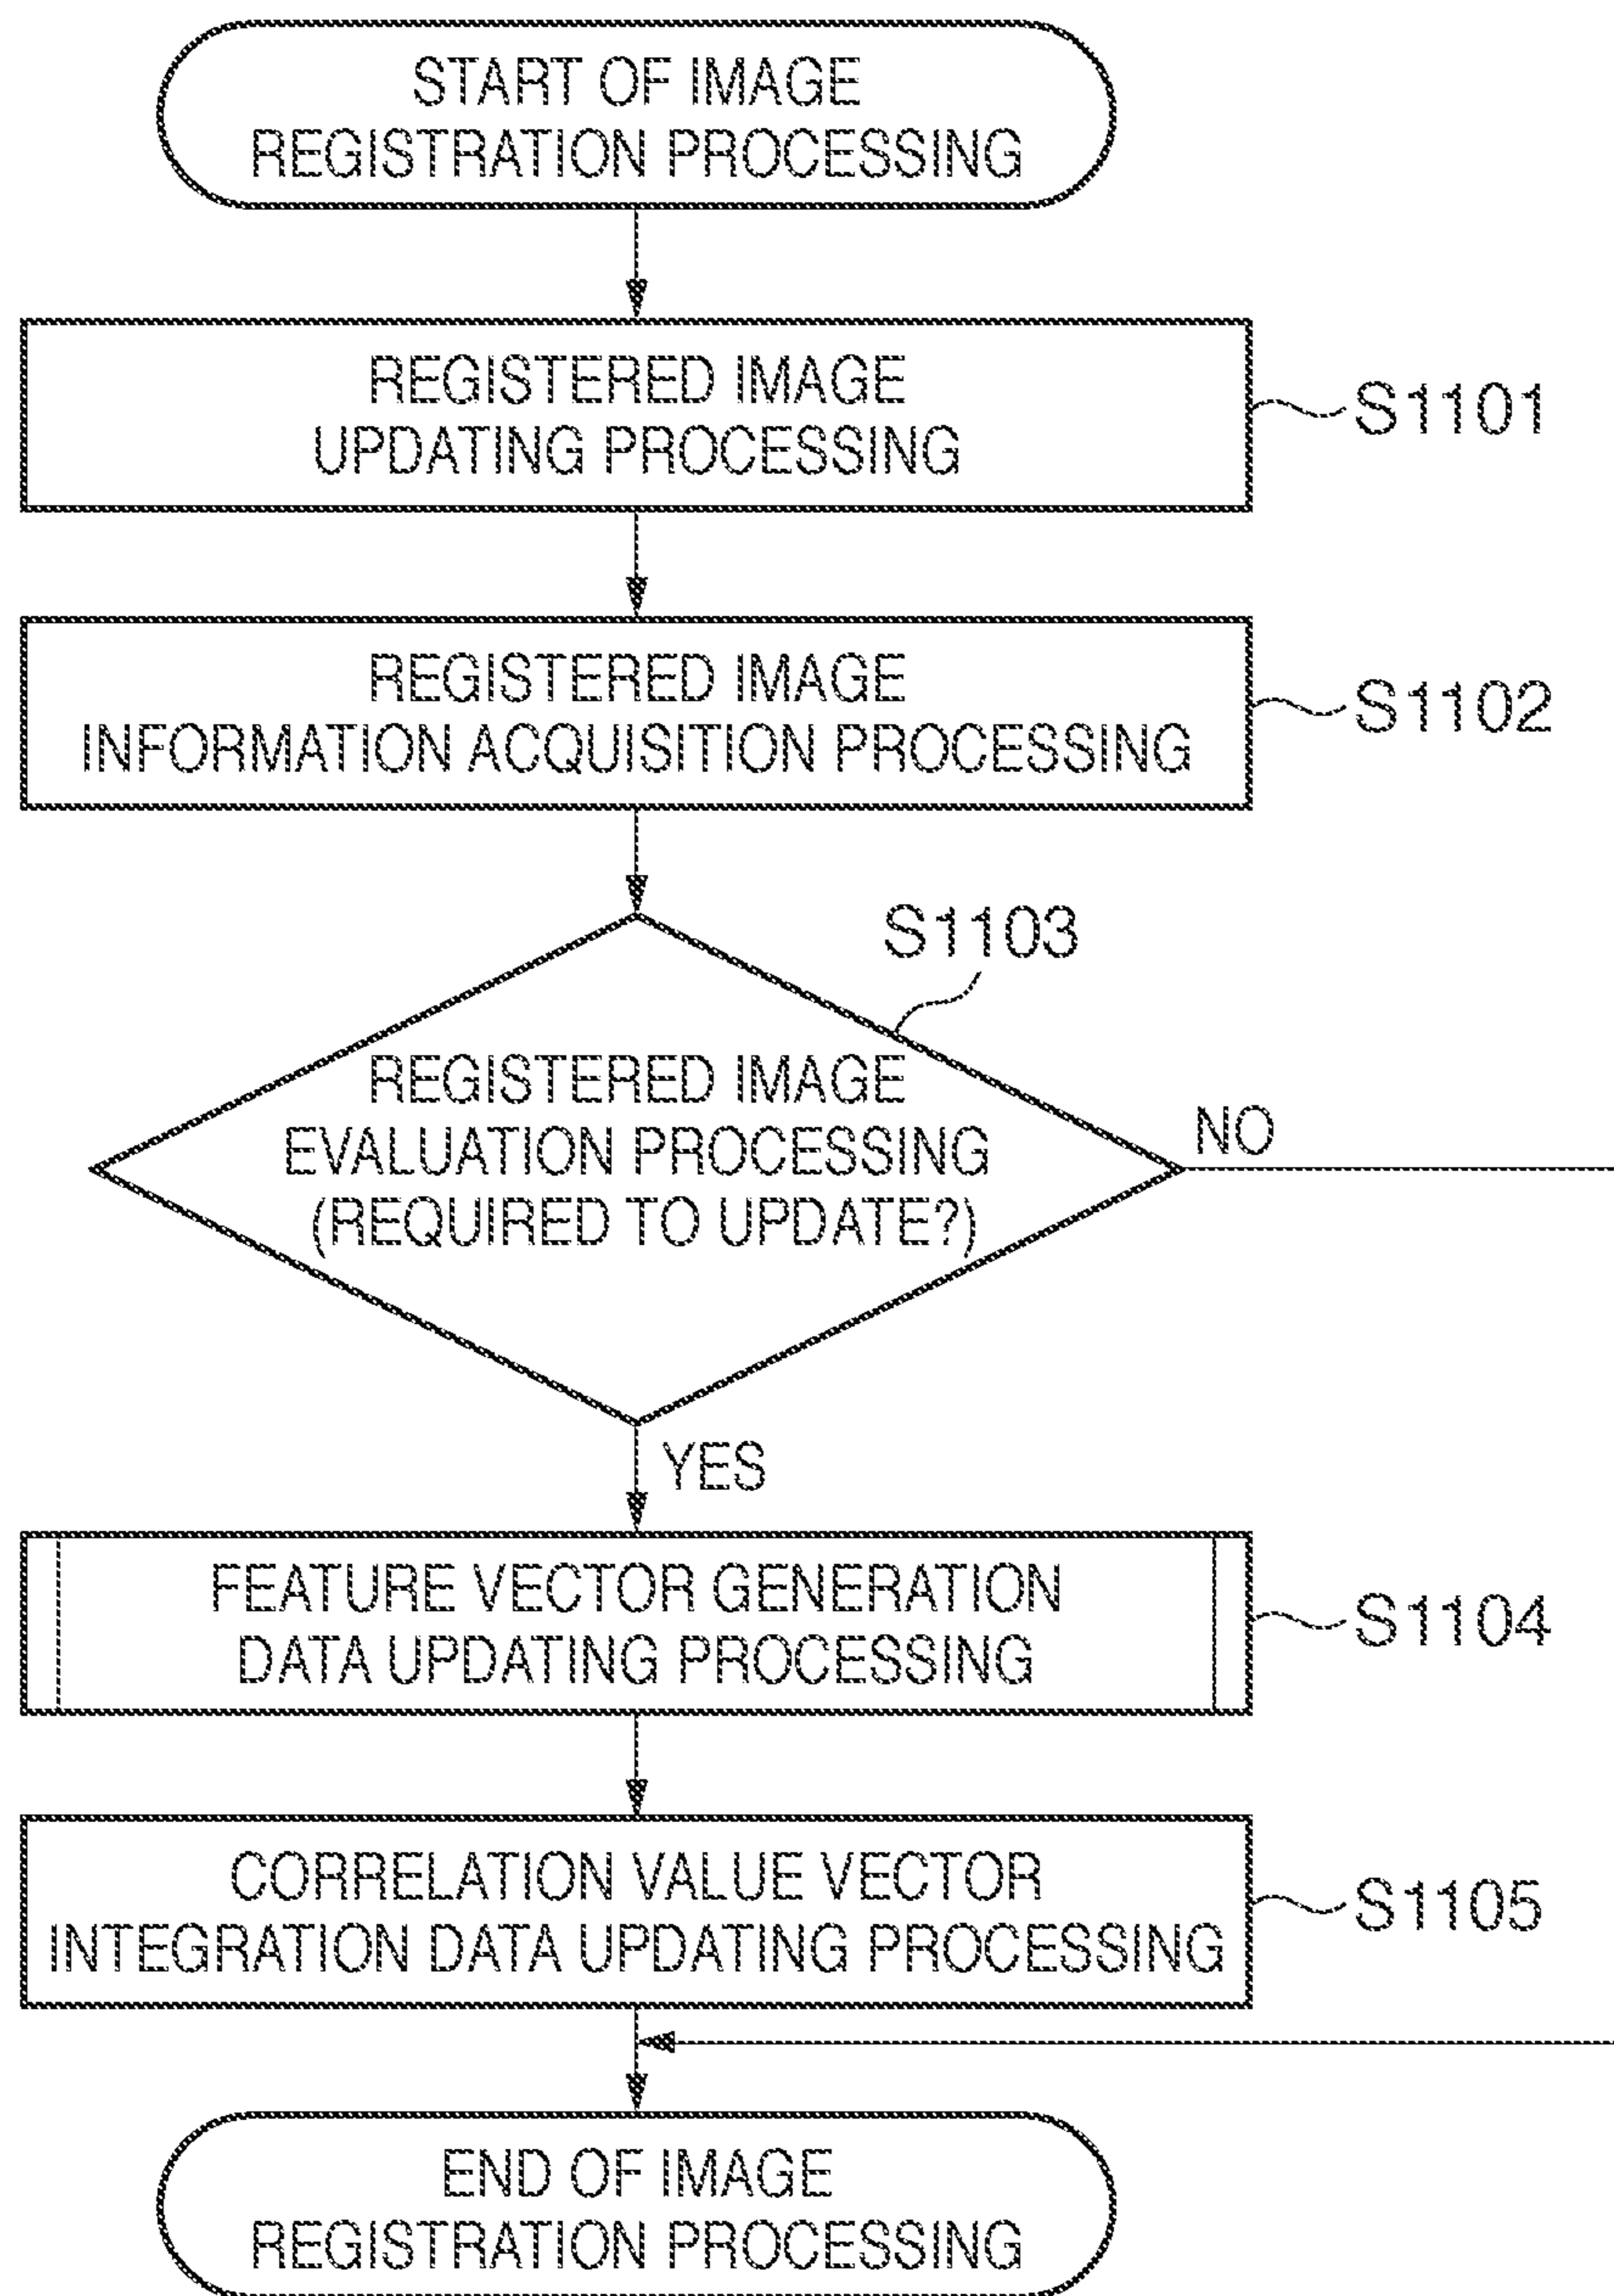 START OF IMAGE
REGISTRATION PROCESSING
REGISTERED IMAGE
UPDATING PROCESSING
S1101
REGISTERED IMAGE
INFORMATION ACQUISITION PROCESSING
S1102
S1103
REGISTERED IMAGE
EVALUATION PROCESSING
(REQUIRED TO UPDATE?)
NO
YES
FEATURE VECTOR GENERATION
DATA UPDATING PROCESSING
S1104
CORRELATION VALUE VECTOR
INTEGRATION DATA UPDATING PROCESSING
S1105
END OF IMAGE
REGISTRATION PROCESSING